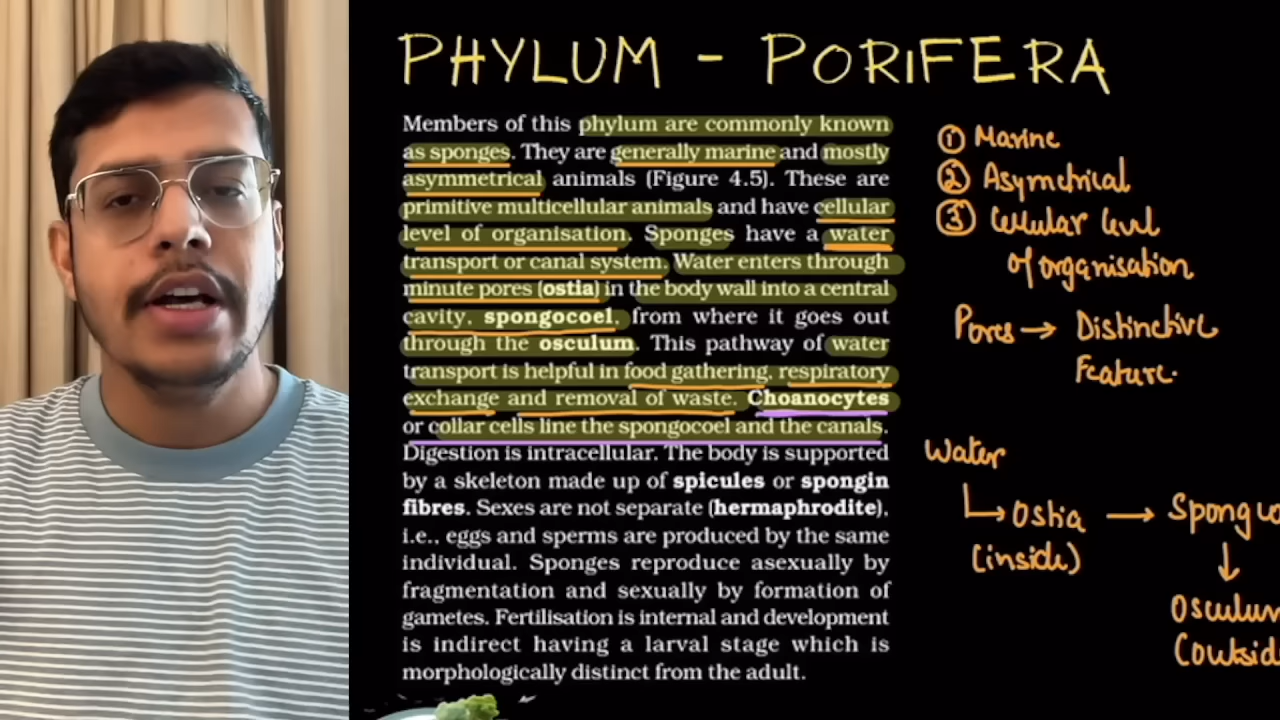 PHYLUM - PORIFERA
Members of this phylum are commonly known
as sponges. They are generally marine and mostly
asymmetrical animals (Figure 4.5). These are
primitive multicellular animals and have cellular
level of organisation. Sponges have a water
transport or canal system. Water enters through
minute pores (ostia) in the body wall into a central
cavity, spongocoel, from where it goes out
through the osculum. This pathway of water
transport is helpful in food gathering, respiratory
exchange and removal of waste. Choanocytes
or collar cells line the spongocoel and the canals.
Digestion is intracellular. The body is supported
by a skeleton made up of spicules or spongin
fibres. Sexes are not separate (hermaphrodite),
i.e., eggs and sperms are produced by the same
individual. Sponges reproduce asexually by
fragmentation and sexually by formation of
gametes. Fertilisation is internal and development
is indirect having a larval stage which is
morphologically distinct from the adult.
① Marine
② Asymetrical
③ Cellular level
of organisation
Pores → Distinctive
Feature.
Water
→ Ostia → Spongo
(inside)
↓
Osculum
(outsid